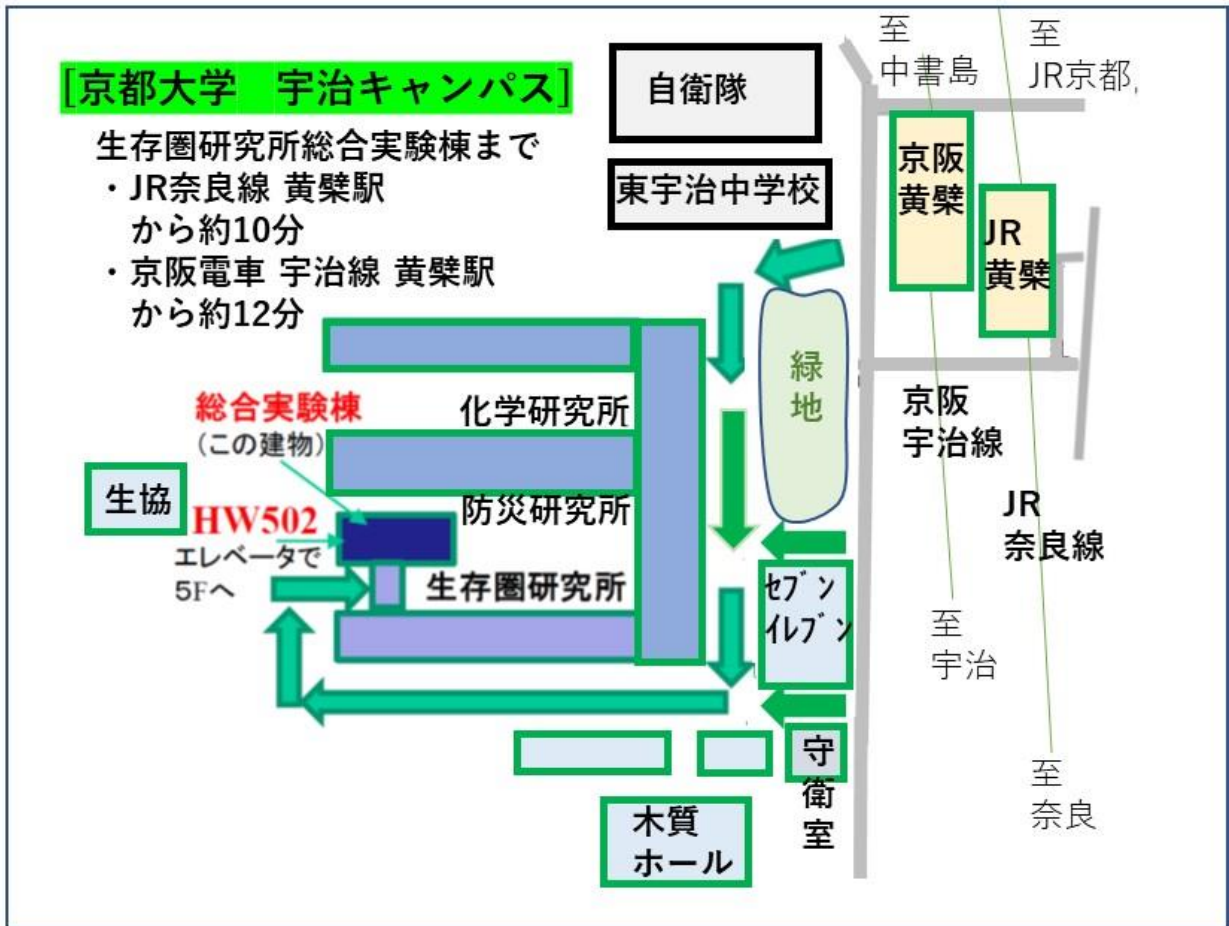 [京都大学　宇治キャンパス]
生存圏研究所総合実験棟まで
・JR奈良線 黄檗駅
から約10分
・京阪電車 宇治線 黄檗駅
から約12分
自衛隊
東宇治中学校
至
中書島
至
JR京都,
京阪
黄檗
JR
黄檗
緑
地
京阪
宇治線
JR
奈良線
至
宇治
至
奈良
化学研究所
総合実験棟
(この建物)
生協
防災研究所
HW502
エレベータで
5Fへ
生存圏研究所
ｾﾌﾞﾝ
ｲﾚﾌﾞﾝ
守
衛
室
木質
ホール